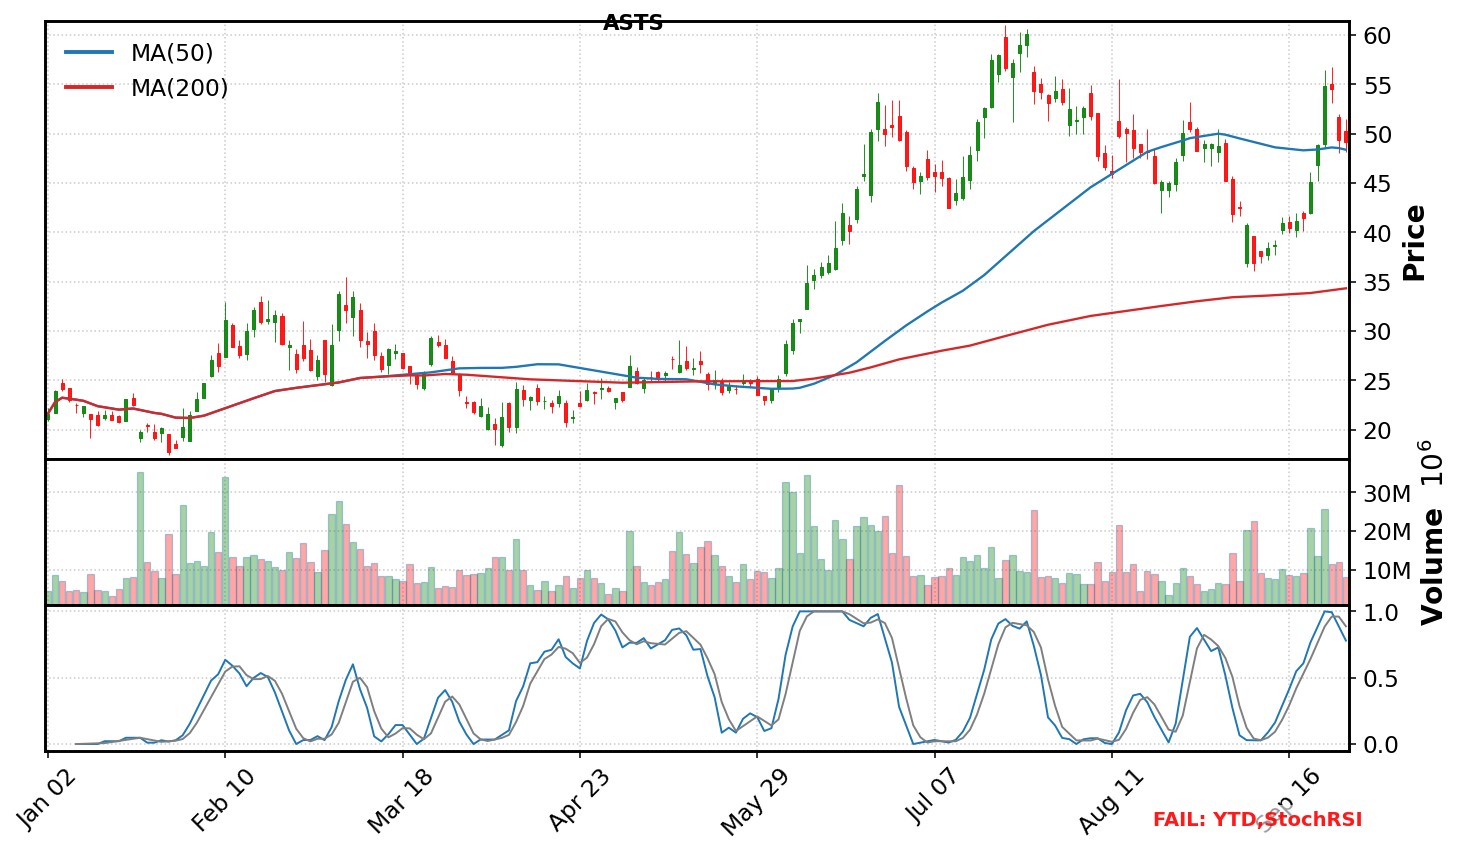 ASTS
MA(50)
MA(200)
60
55
50
45
40
35
30
25
20
Price
30M
20M
10M
Volume 10^6
1.0
0.5
0.0
Jan 02
Feb 10
Mar 18
Apr 23
May 29
Jul 07
Aug 11
Sep 16
FAIL: YTD,StochRSI